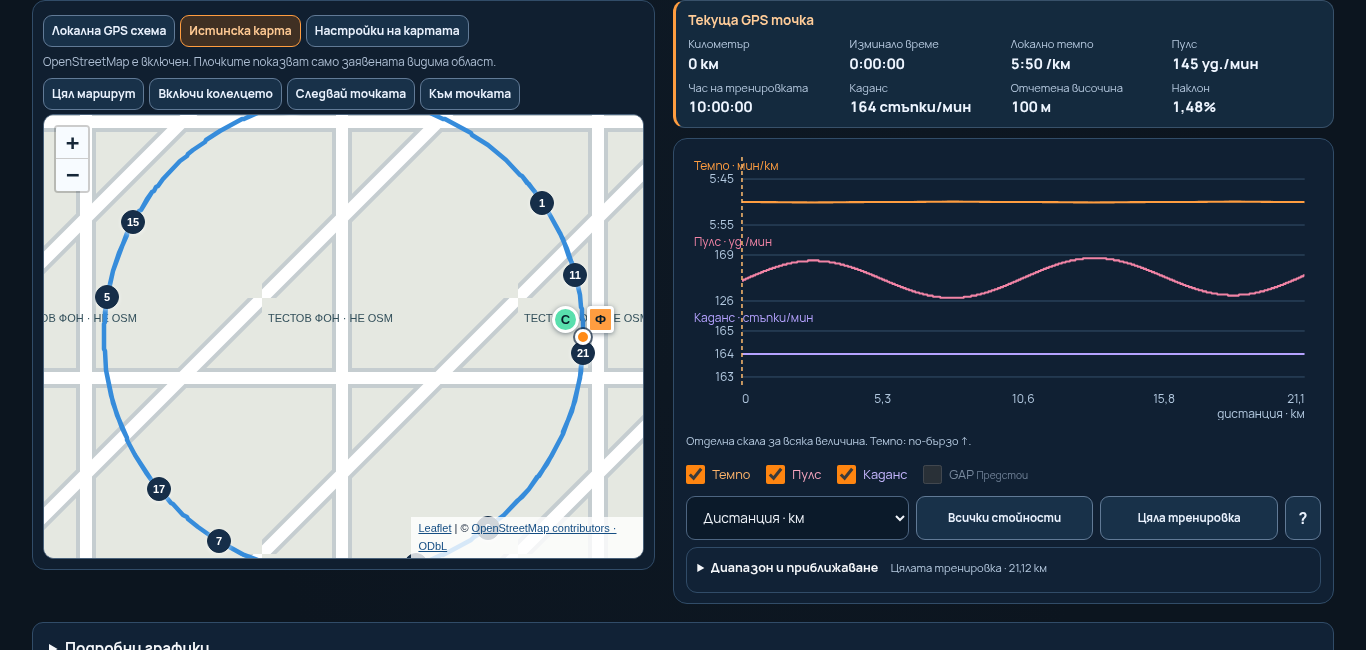 Локална GPS схема
Истинска карта
Настройки на картата
OpenStreetMap е включен. Плочките показват само заявената видима област.
Цял маршрут
Включи колелцето
Следвай точката
Към точката
+
−
1
15
11
5
С
Ф
21
ОВ ФОН · НЕ OSM
ТЕСТОВ ФОН · НЕ OSM
17
7
Leaflet | © OpenStreetMap contributors ·
ODbL
Текуща GPS точка
Километър
0 км
Изминало време
0:00:00
Локално темпо
5:50 /км
Пулс
145 уд./мин
Час на тренировката
10:00:00
Каданс
164 стъпки/мин
Отчетена височина
100 м
Наклон
1,48%
Темпо · мин/км
5:45
5:55
Пулс · уд./мин
169
126
Каданс · стъпки/мин
165
164
163
0
5,3
10,6
15,8
21,1
дистанция · км
Отделна скала за всяка величина. Темпо: по-бързо ↑.
Темпо
Пулс
Каданс
GAP Предстои
Дистанция · км
Всички стойности
Цяла тренировка
?
Диапазон и приближаване
Цялата тренировка · 21,12 км
Подробни графики